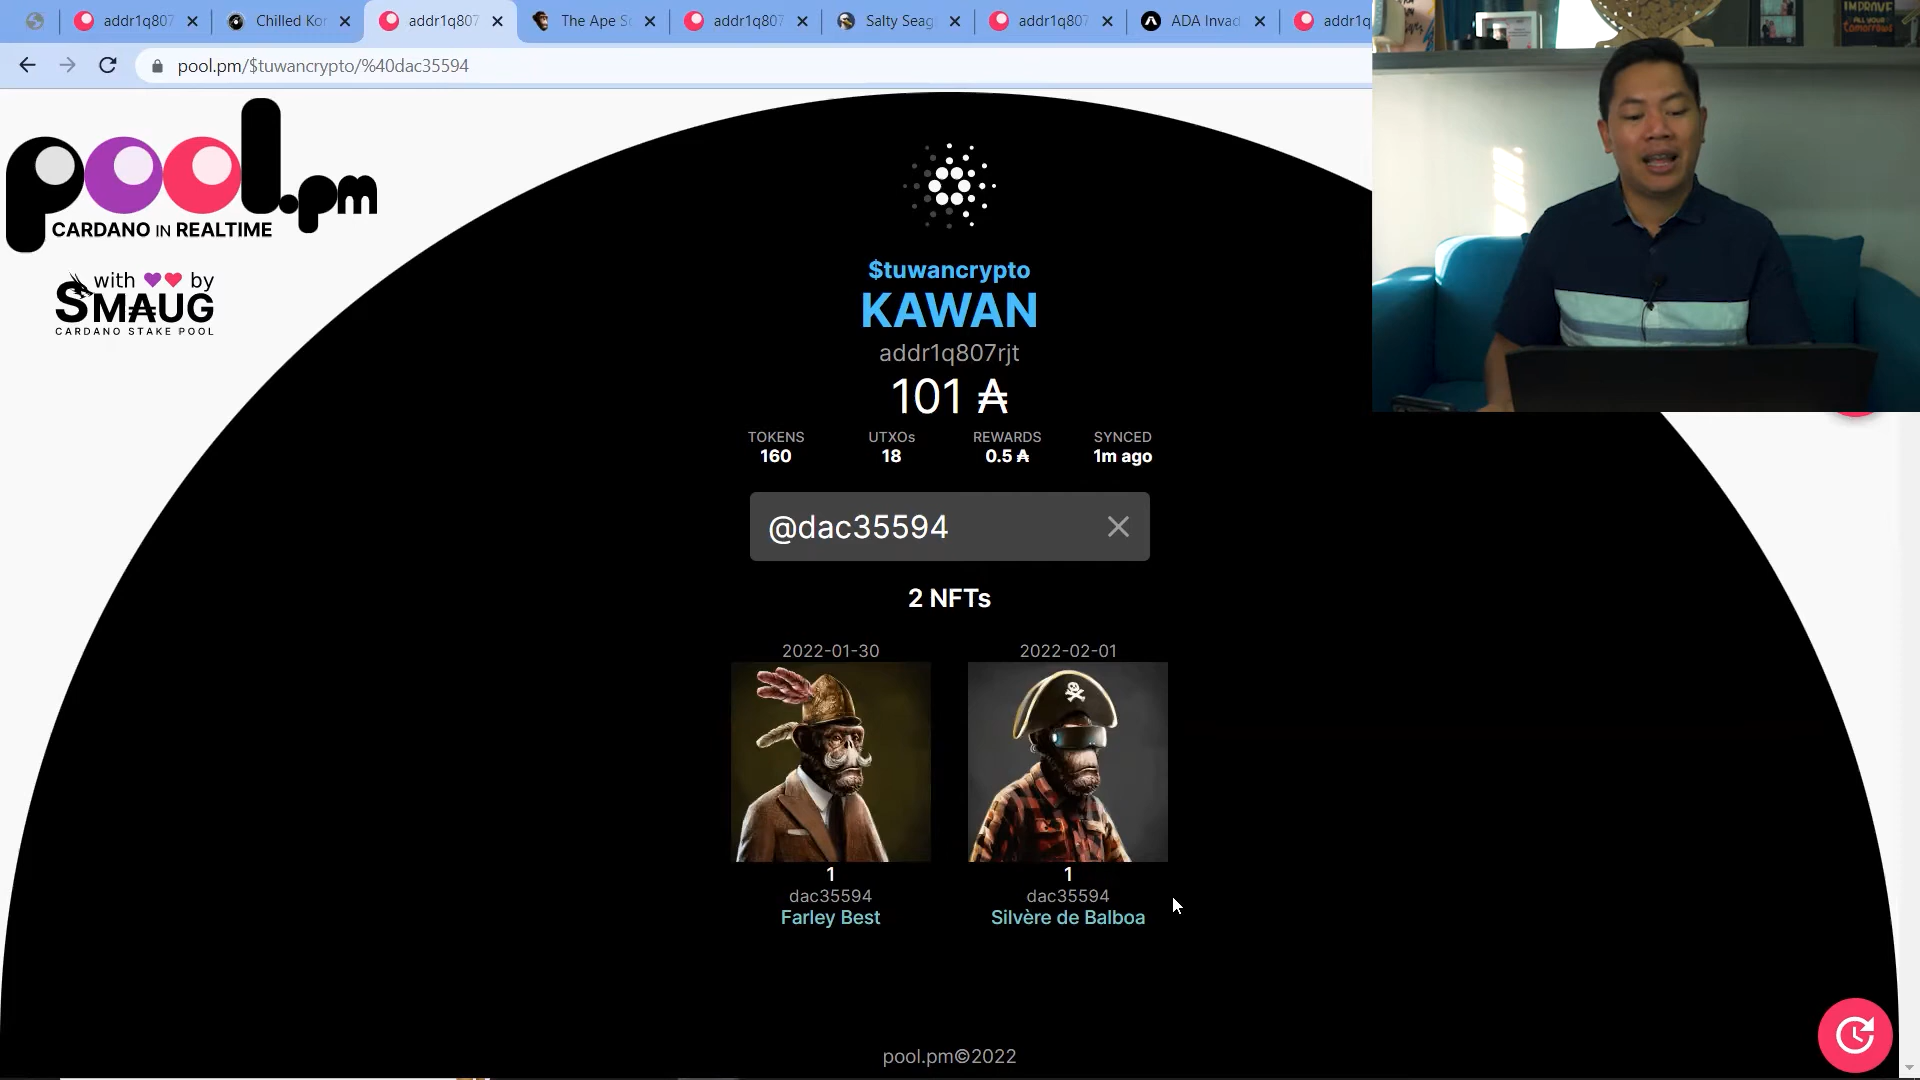 addr1q807
Chilled Kor
addr1q807
The Ape S
addr1q807
Salty Seag
addr1q807
ADA Invad
addr1q
pool.pm/$tuwancrypto/%40dac35594
pool.pm
CARDANO IN REALTIME
with by
SMAUG
CARDANO STAKE POOL
$tuwancrypto
KAWAN
addr1q807rjt
101 ₳
TOKENS UTXOs REWARDS SYNCED
160 18 0.5 ₳ 1m ago
@dac35594
2 NFTs
2022-01-30 2022-02-01
1 1
dac35594 dac35594
Farley Best Silvère de Balboa
pool.pm©2022
IMPROVE
ALL YOUR
Tomorrows